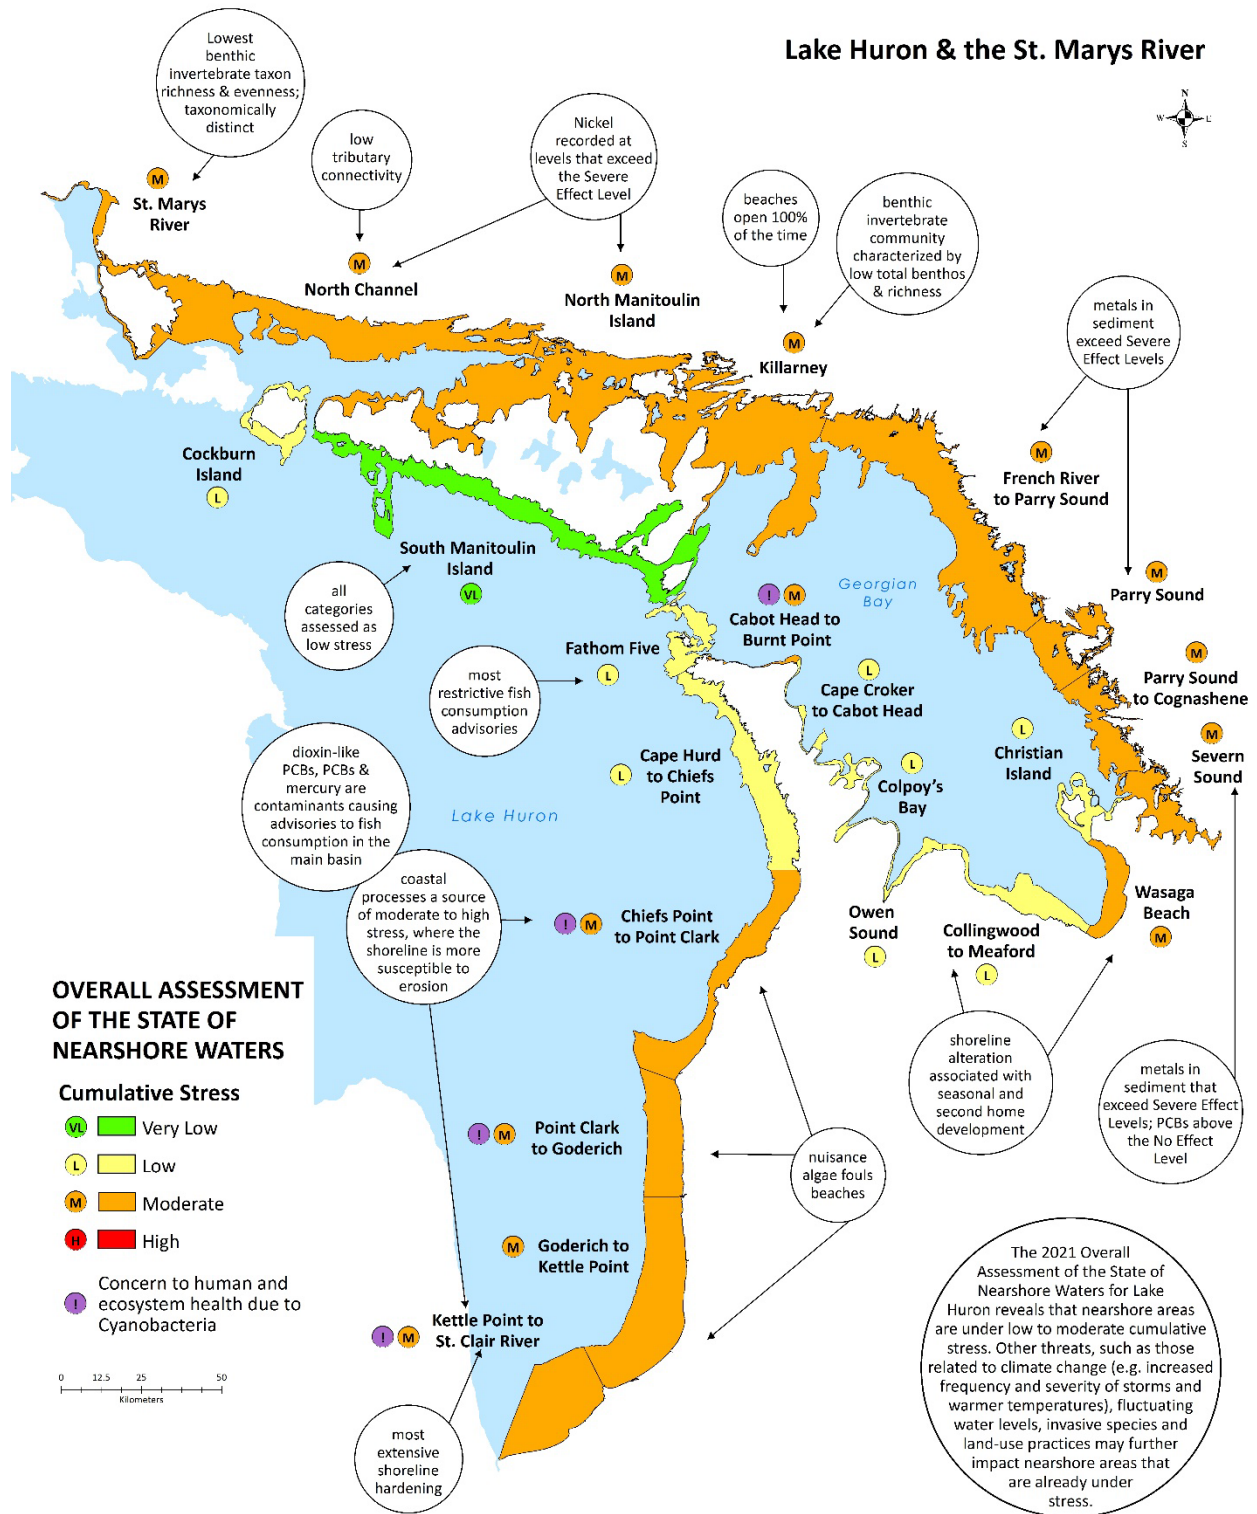 Lake Huron & the St. Marys River
N
W
E
S
Lowest
benthic
invertebrate taxon
richness & evenness;
taxonomically
distinct
low
tributary
connectivity
Nickel
recorded at
levels that exceed
the Severe
Effect Level
beaches
open 100%
of the time
benthic
invertebrate
community
characterized by
low total benthos
& richness
metals in
sediment
exceed Severe
Effect Levels
M
St. Marys
River
M
North Channel
M
North Manitoulin
Island
M
Killarney
M
French River
to Parry Sound
Cockburn
Island
L
South Manitoulin
Island
VL
all
categories
assessed as
low stress
Georgian
Bay
! M
Cabot Head to
Burnt Point
M
Parry Sound
M
Parry Sound
to Cognashene
M
Severn
Sound
Fathom Five
L
most
restrictive fish
consumption
advisories
L
Cape Croker
to Cabot Head
L
Christian
Island
L
Cape Hurd
to Chiefs
Point
L
Colpoy's
Bay
dioxin-like
PCBs, PCBs &
mercury are
contaminants causing
advisories to fish
consumption in the
main basin
Lake Huron
coastal
processes a source
of moderate to high
stress, where the
shoreline is more
susceptible to
erosion
! M
Chiefs Point
to Point Clark
Owen
Sound
L
Collingwood
to Meaford
L
Wasaga
Beach
M
shoreline
alteration
associated with
seasonal and
second home
development
metals in
sediment that
exceed Severe Effect
Levels; PCBs above
the No Effect
Level
OVERALL ASSESSMENT
OF THE STATE OF
NEARSHORE WATERS
Cumulative Stress
VL Very Low
L Low
M Moderate
H High
! Concern to human and
ecosystem health due to
Cyanobacteria
0 12.5 25 50
Kilometers
! M
Point Clark
to Goderich
nuisance
algae fouls
beaches
M
Goderich to
Kettle Point
! M
Kettle Point to
St. Clair River
most
extensive
shoreline
hardening
The 2021 Overall
Assessment of the State of
Nearshore Waters for Lake
Huron reveals that nearshore areas
are under low to moderate cumulative
stress. Other threats, such as those
related to climate change (e.g. increased
frequency and severity of storms and
warmer temperatures), fluctuating
water levels, invasive species and
land-use practices may further
impact nearshore areas that
are already under
stress.